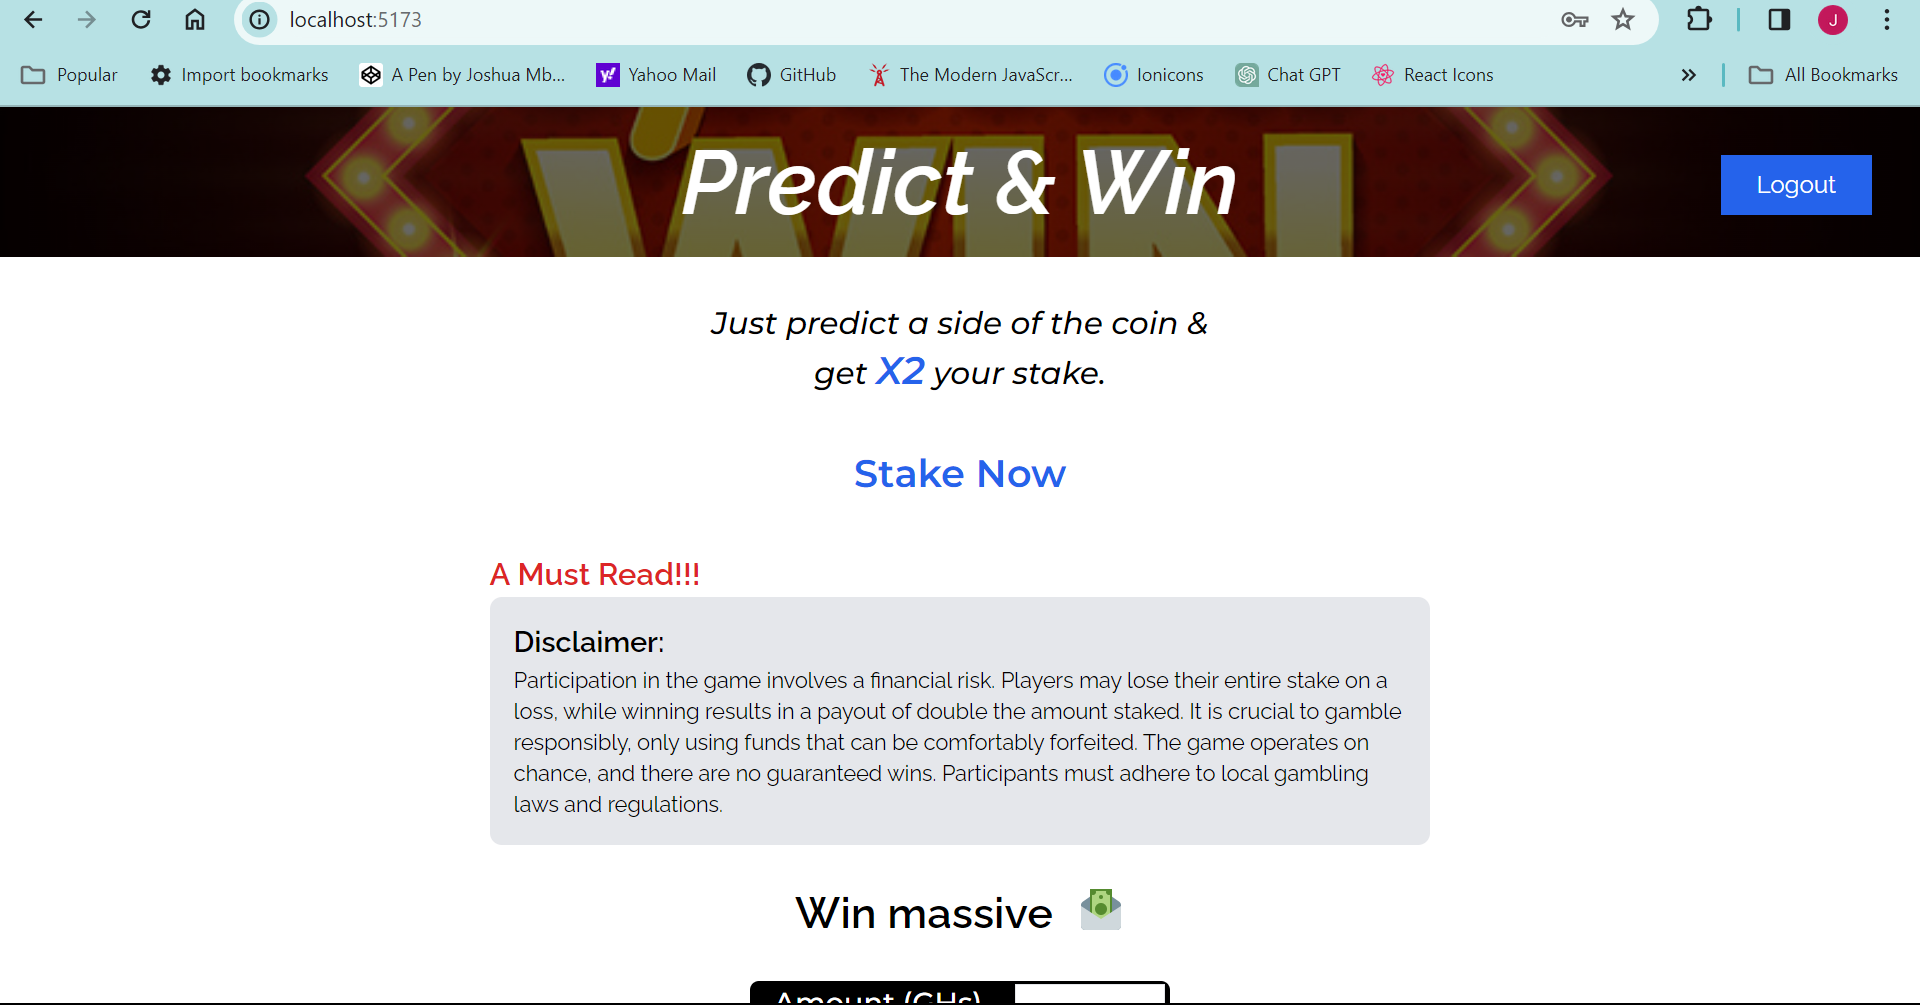 localhost:5173
J
Popular
Import bookmarks
A Pen by Joshua Mb...
y!
Yahoo Mail
GitHub
The Modern JavaScr...
Ionicons
Chat GPT
React Icons
»
All Bookmarks
WIN
Predict & Win
Logout
Just predict a side of the coin &
get X2 your stake.
Stake Now
A Must Read!!!
Disclaimer:
Participation in the game involves a financial risk. Players may lose their entire stake on a
loss, while winning results in a payout of double the amount staked. It is crucial to gamble
responsibly, only using funds that can be comfortably forfeited. The game operates on
chance, and there are no guaranteed wins. Participants must adhere to local gambling
laws and regulations.
Win massive
Amount (GHs)